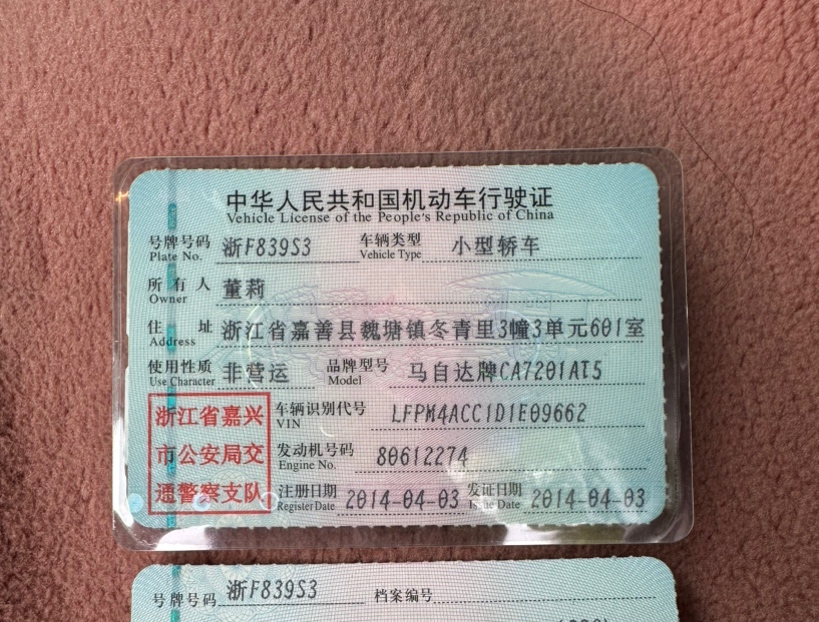 中华人民共和国机动车行驶证
Vehicle License of the People's Republic of China
号牌号码 浙F839S3 车辆类型 小型轿车
Plate No. Vehicle Type
所有人 董莉
Owner
住址 浙江省嘉善县魏塘镇冬青里3幢3单元601室
Address
使用性质 非营运 品牌型号 马自达牌CA7201AT5
Use Character Model
浙江省嘉兴
市公安局交
通警察支队
车辆识别代号 LFPM4ACC1D1E09662
VIN
发动机号码 80612274
Engine No.
注册日期 2014-04-03 发证日期 2014-04-03
Register Date Issue Date
号牌号码 浙F839S3 档案编号